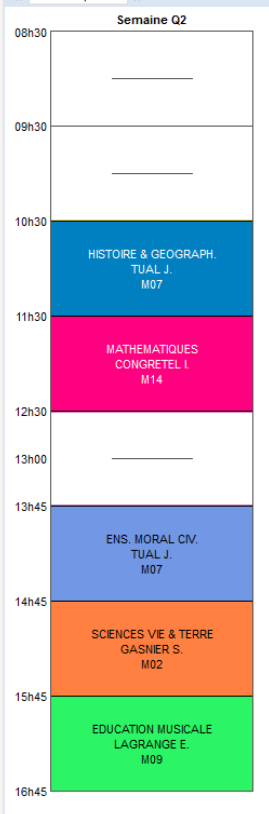 Semaine Q2
08h30
09h30
10h30
HISTOIRE & GEOGRAPH.
TUAL J.
M07
11h30
MATHEMATIQUES
CONGRETEL I.
M14
12h30
13h00
13h45
ENS. MORAL CIV.
TUAL J.
M07
14h45
SCIENCES VIE & TERRE
GASNIER S.
M02
15h45
EDUCATION MUSICALE
LAGRANGE E.
M09
16h45